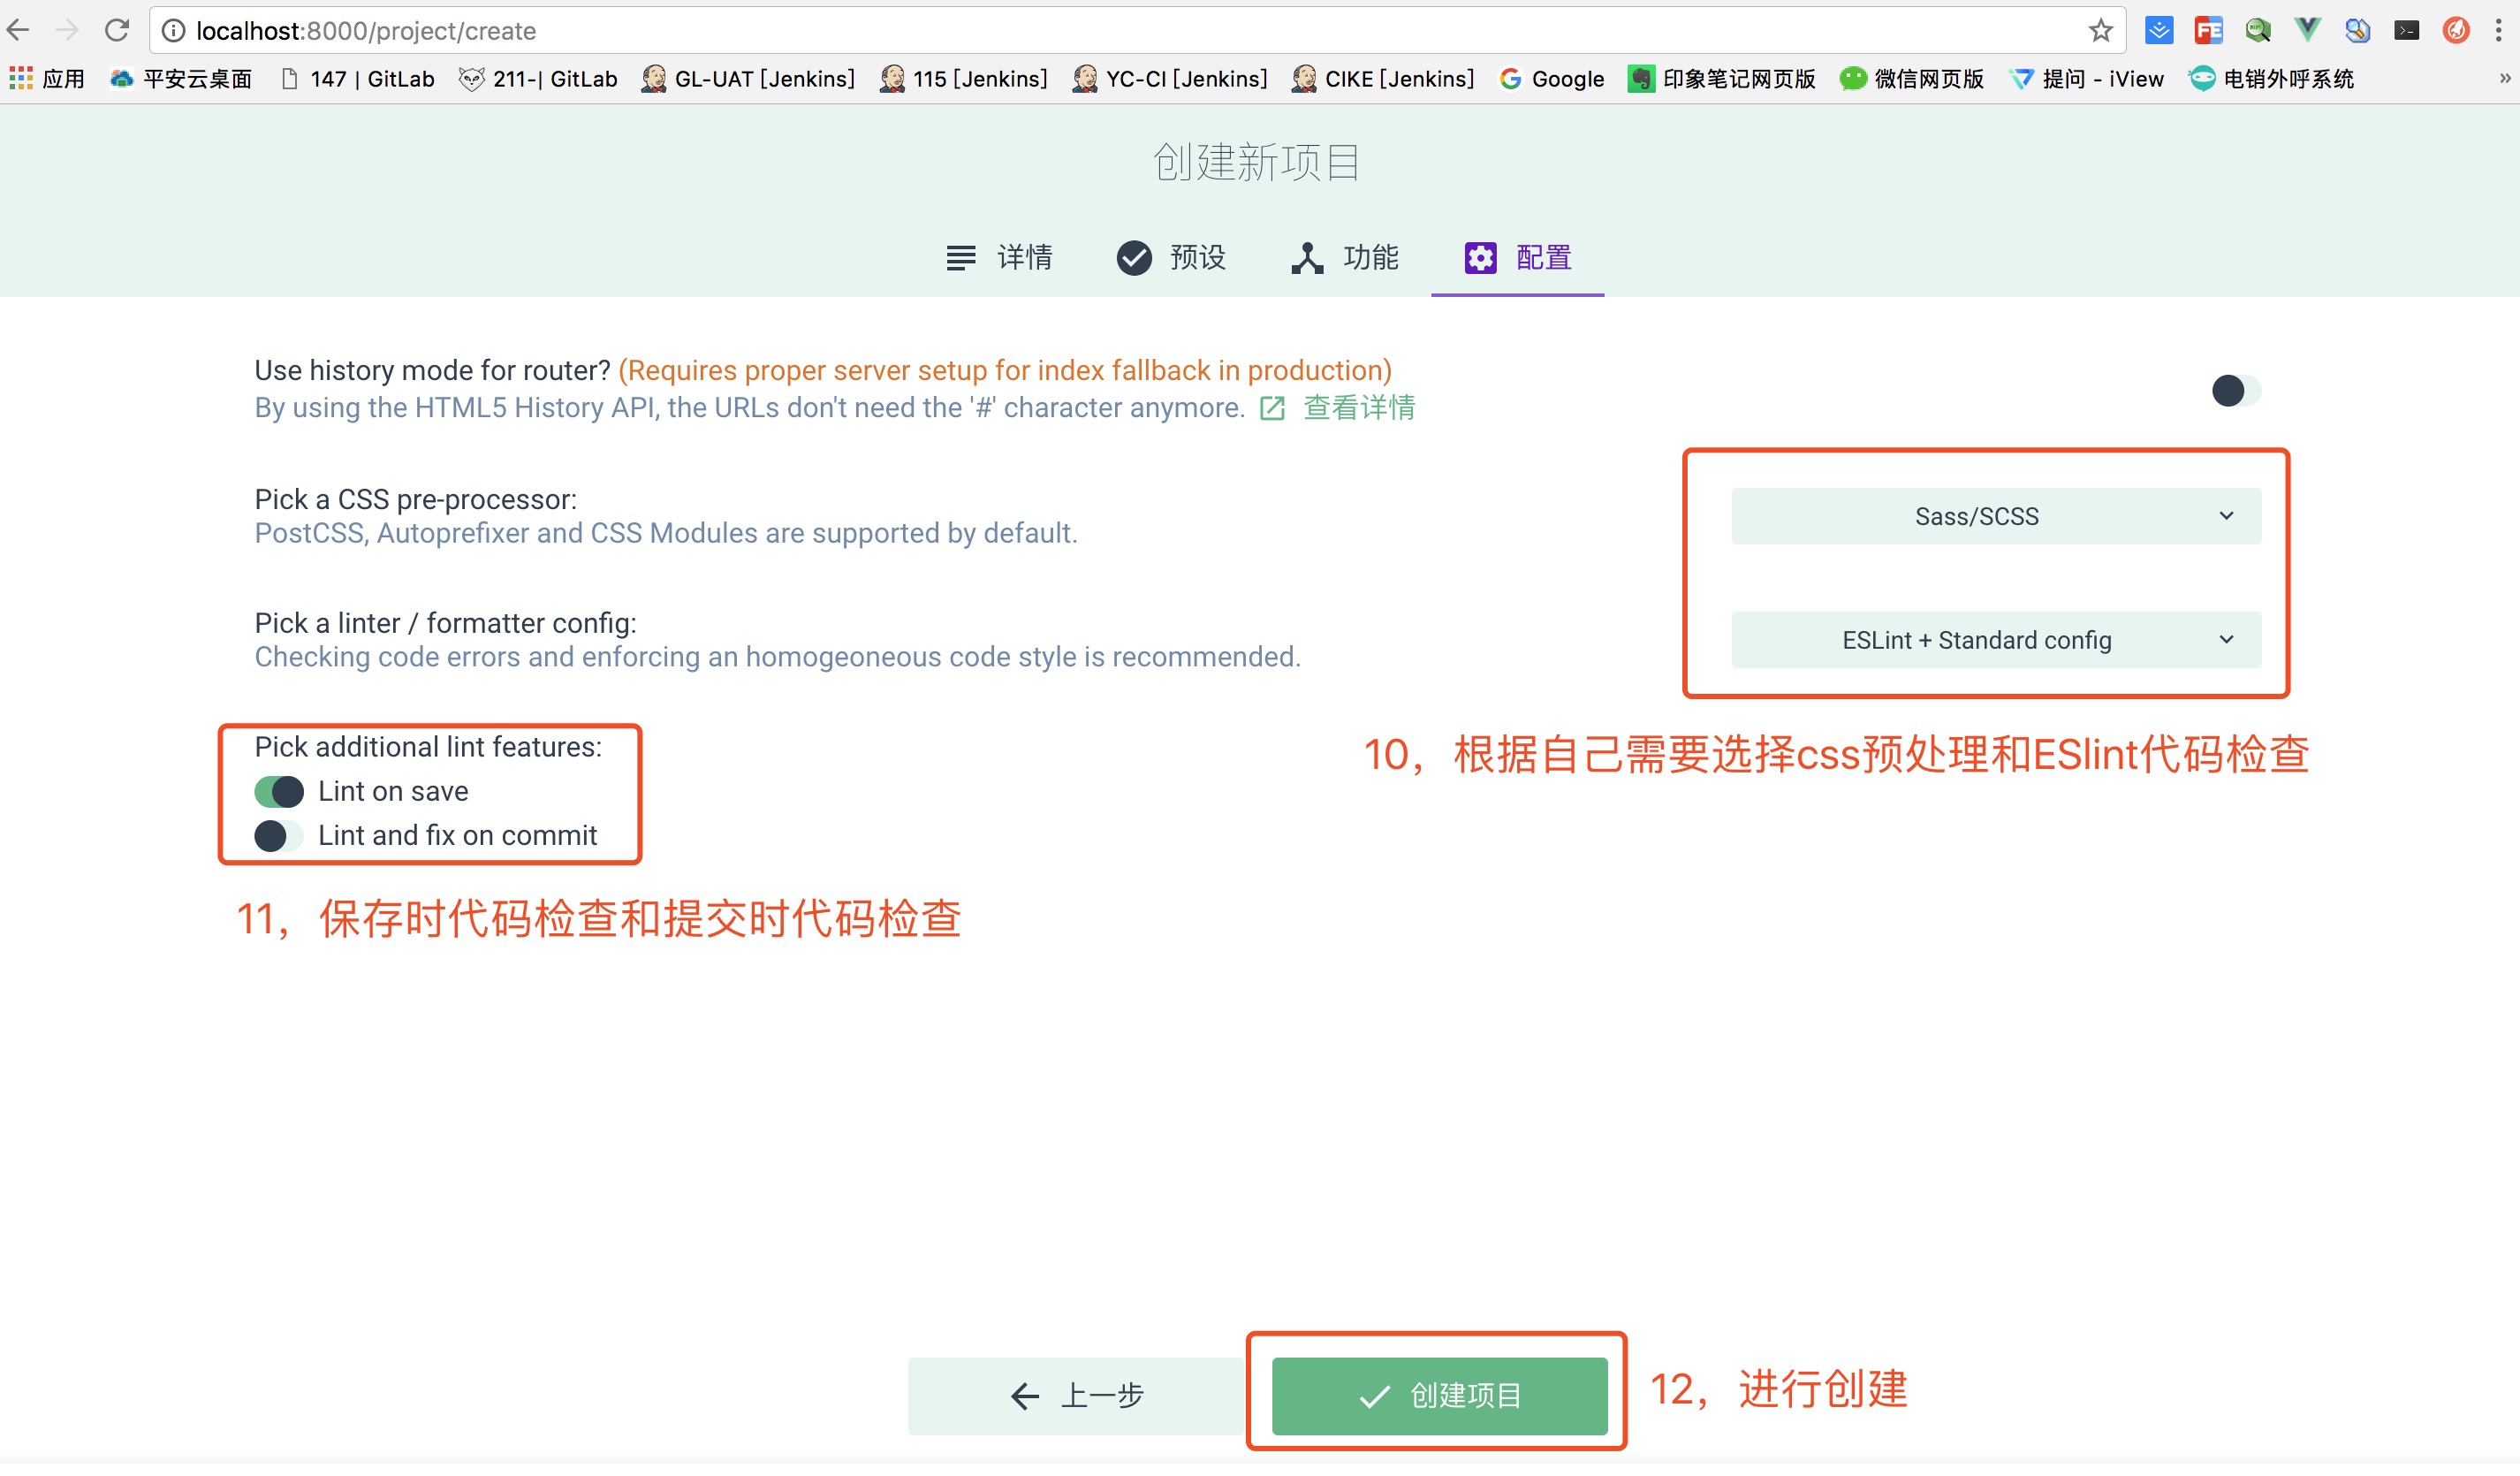 localhost:8000/project/create
应用 平安云桌面 147 | GitLab 211-| GitLab GL-UAT [Jenkins] 115 [Jenkins] YC-CI [Jenkins] CIKE [Jenkins] Google 印象笔记网页版 微信网页版 提问 - iView 电销外呼系统 »
创建新项目
详情 预设 功能 配置
Use history mode for router? (Requires proper server setup for index fallback in production)
By using the HTML5 History API, the URLs don't need the '#' character anymore. 查看详情
Pick a CSS pre-processor:
PostCSS, Autoprefixer and CSS Modules are supported by default.
Sass/SCSS
Pick a linter / formatter config:
Checking code errors and enforcing an homogeoneous code style is recommended.
ESLint + Standard config
10，根据自己需要选择css预处理和ESlint代码检查
Pick additional lint features:
Lint on save
Lint and fix on commit
11，保存时代码检查和提交时代码检查
上一步
创建项目
12，进行创建